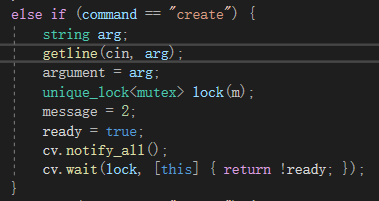 else if (command == "create") {
string arg;
getline(cin, arg);
argument = arg;
unique_lock<mutex> lock(m);
message = 2;
ready = true;
cv.notify_all();
cv.wait(lock, [this] { return !ready; });
}